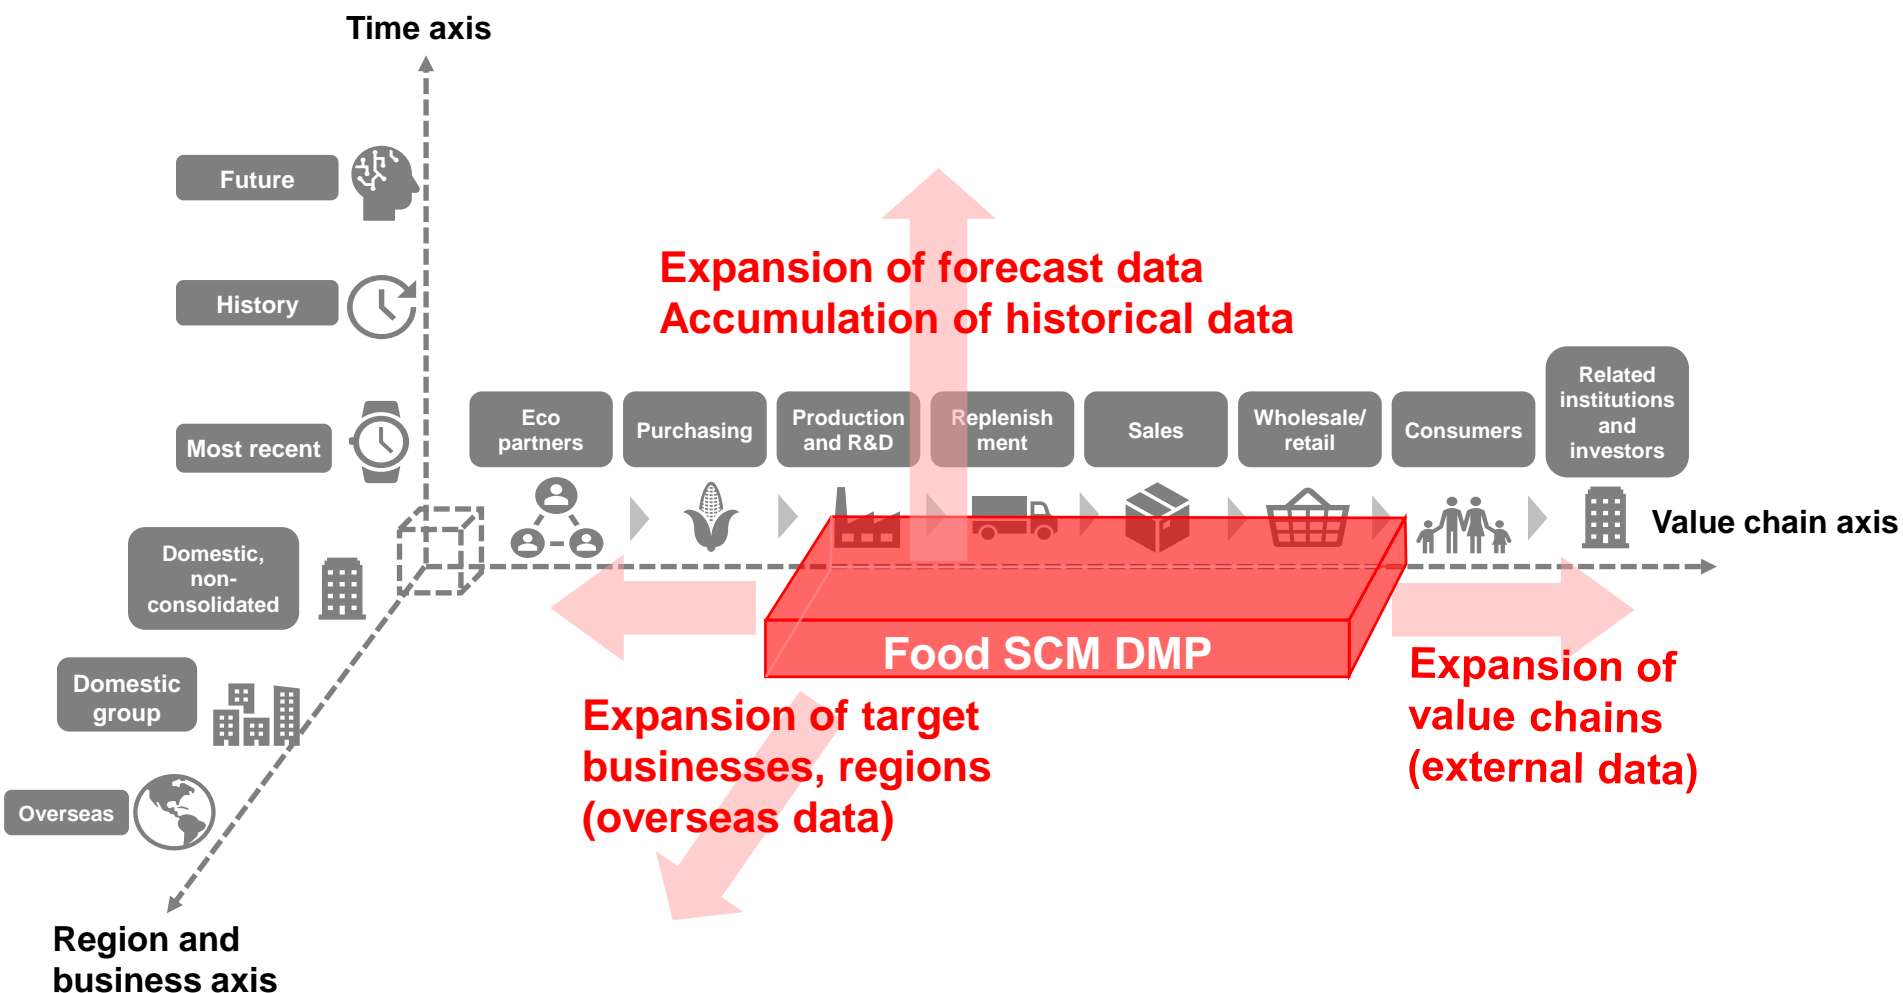 Time axis
Future
History
Most recent
Expansion of forecast data
Accumulation of historical data
Eco
partners
Purchasing
Production
and R&D
Replenish
ment
Sales
Wholesale/
retail
Consumers
Related
institutions
and
investors
Value chain axis
Domestic,
non-
consolidated
Domestic
group
Overseas
Region and
business axis
Food SCM DMP
Expansion of target
businesses, regions
(overseas data)
Expansion of
value chains
(external data)